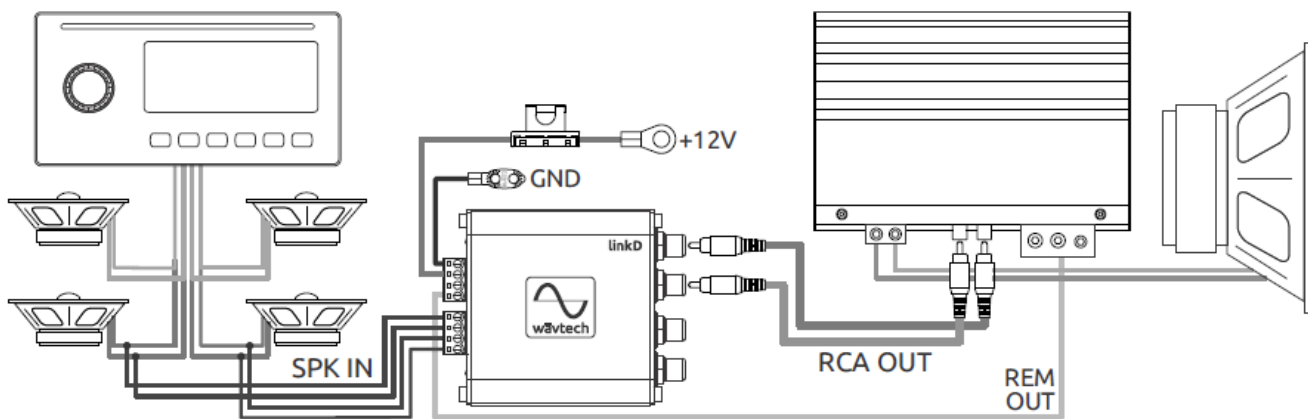 +12V
GND
linkD
wāvtech
SPK IN
RCA OUT
REM
OUT